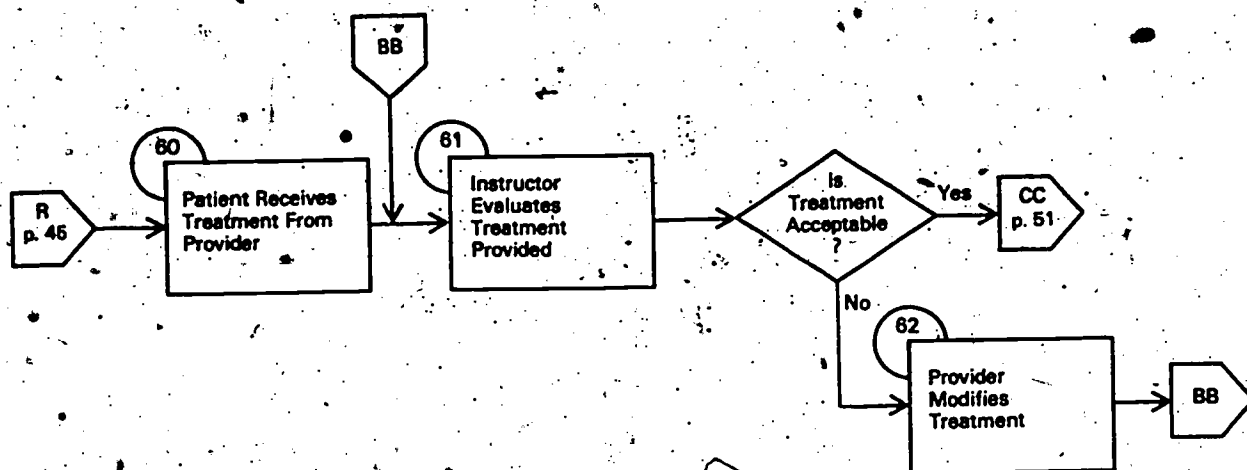 BB
60
61
R
p. 45
Patient Receives
Treatment From
Provider
Instructor
Evaluates
Treatment
Provided
Is
Treatment
Acceptable
?
Yes
CC
p. 51
No
62
Provider
Modifies
Treatment
BB